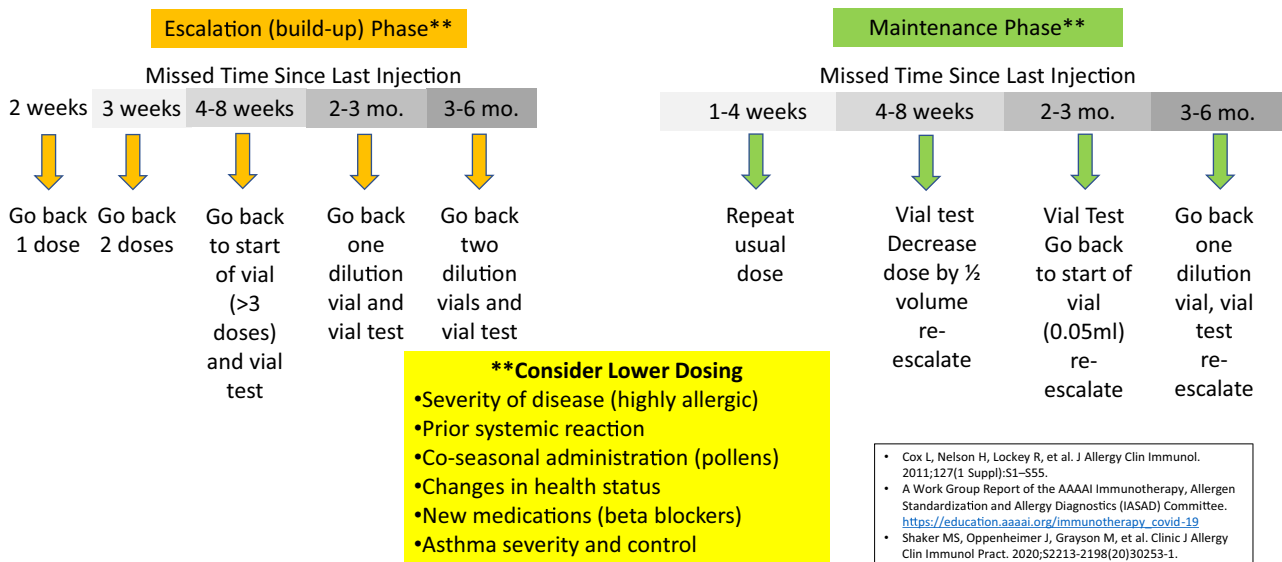 Escalation (build-up) Phase**
Missed Time Since Last Injection
2 weeks
3 weeks
4-8 weeks
2-3 mo.
3-6 mo.
Go back
1 dose
Go back
2 doses
Go back
to start
of vial
(>3
doses)
and vial
test
Go back
one
dilution
vial and
vial test
Go back
two
dilution
vials and
vial test
Maintenance Phase**
Missed Time Since Last Injection
1-4 weeks
4-8 weeks
2-3 mo.
3-6 mo.
Repeat
usual
dose
Vial test
Decrease
dose by ½
volume
re-
escalate
Vial Test
Go back
to start of
vial
(0.05ml)
re-
escalate
Go back
one
dilution
vial, vial
test
re-
escalate
**Consider Lower Dosing
•Severity of disease (highly allergic)
•Prior systemic reaction
•Co-seasonal administration (pollens)
•Changes in health status
•New medications (beta blockers)
•Asthma severity and control
• Cox L, Nelson H, Lockey R, et al. J Allergy Clin Immunol.
2011;127(1 Suppl):S1–S55.
• A Work Group Report of the AAAAI Immunotherapy, Allergen
Standardization and Allergy Diagnostics (IASAD) Committee.
https://education.aaaai.org/immunotherapy_covid-19
• Shaker MS, Oppenheimer J, Grayson M, et al. Clinic J Allergy
Clin Immunol Pract. 2020;S2213-2198(20)30253-1.